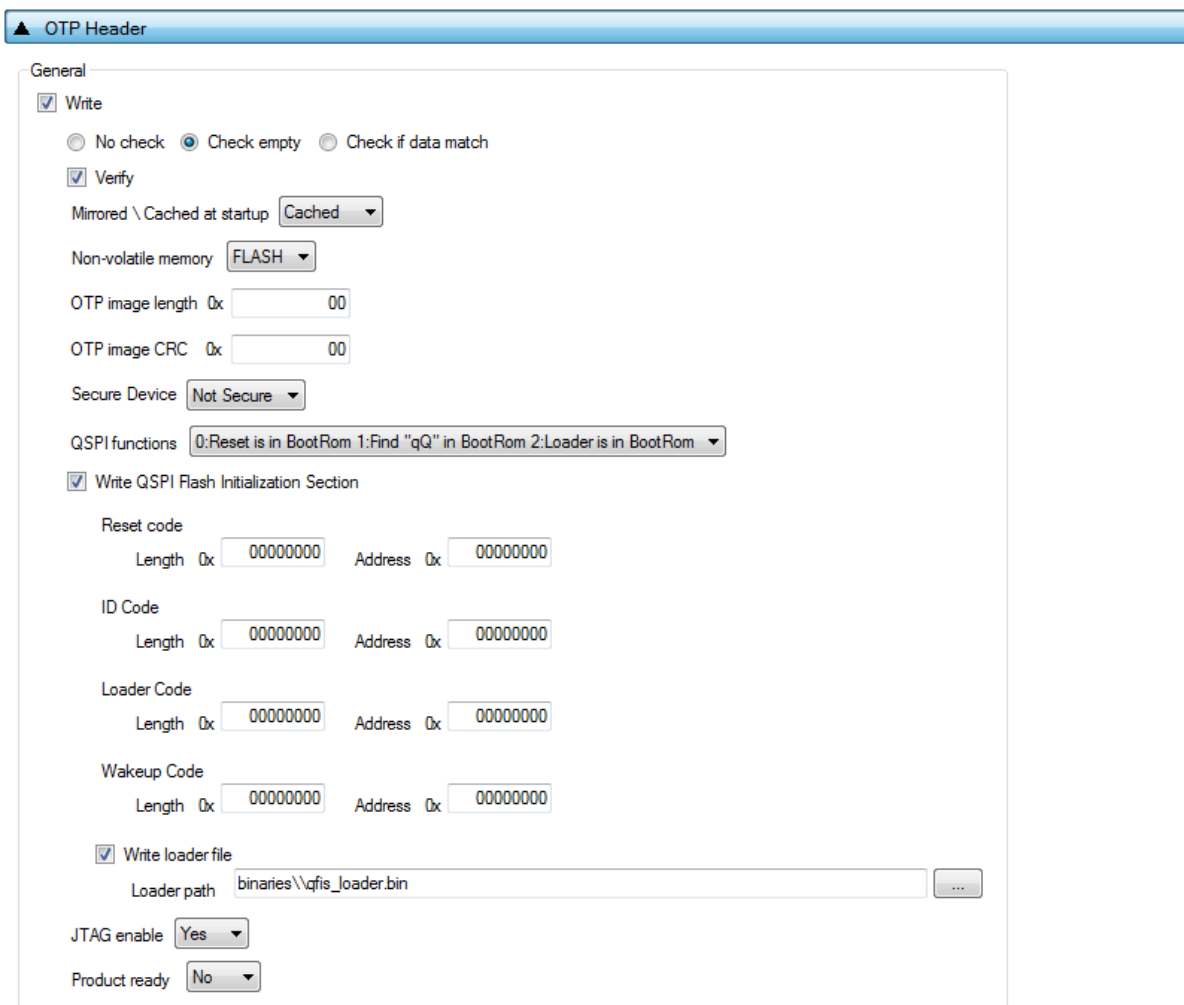 OTP Header
General
Write
No check Check empty Check if data match
Verify
Mirrored \ Cached at startup Cached
Non-volatile memory FLASH
OTP image length 0x 00
OTP image CRC 0x 00
Secure Device Not Secure
QSPI functions 0:Reset is in BootRom 1:Find "qQ" in BootRom 2:Loader is in BootRom
Write QSPI Flash Initialization Section
Reset code
Length 0x 00000000 Address 0x 00000000
ID Code
Length 0x 00000000 Address 0x 00000000
Loader Code
Length 0x 00000000 Address 0x 00000000
Wakeup Code
Length 0x 00000000 Address 0x 00000000
Write loader file
Loader path binaries\\qfis_loader.bin ...
JTAG enable Yes
Product ready No